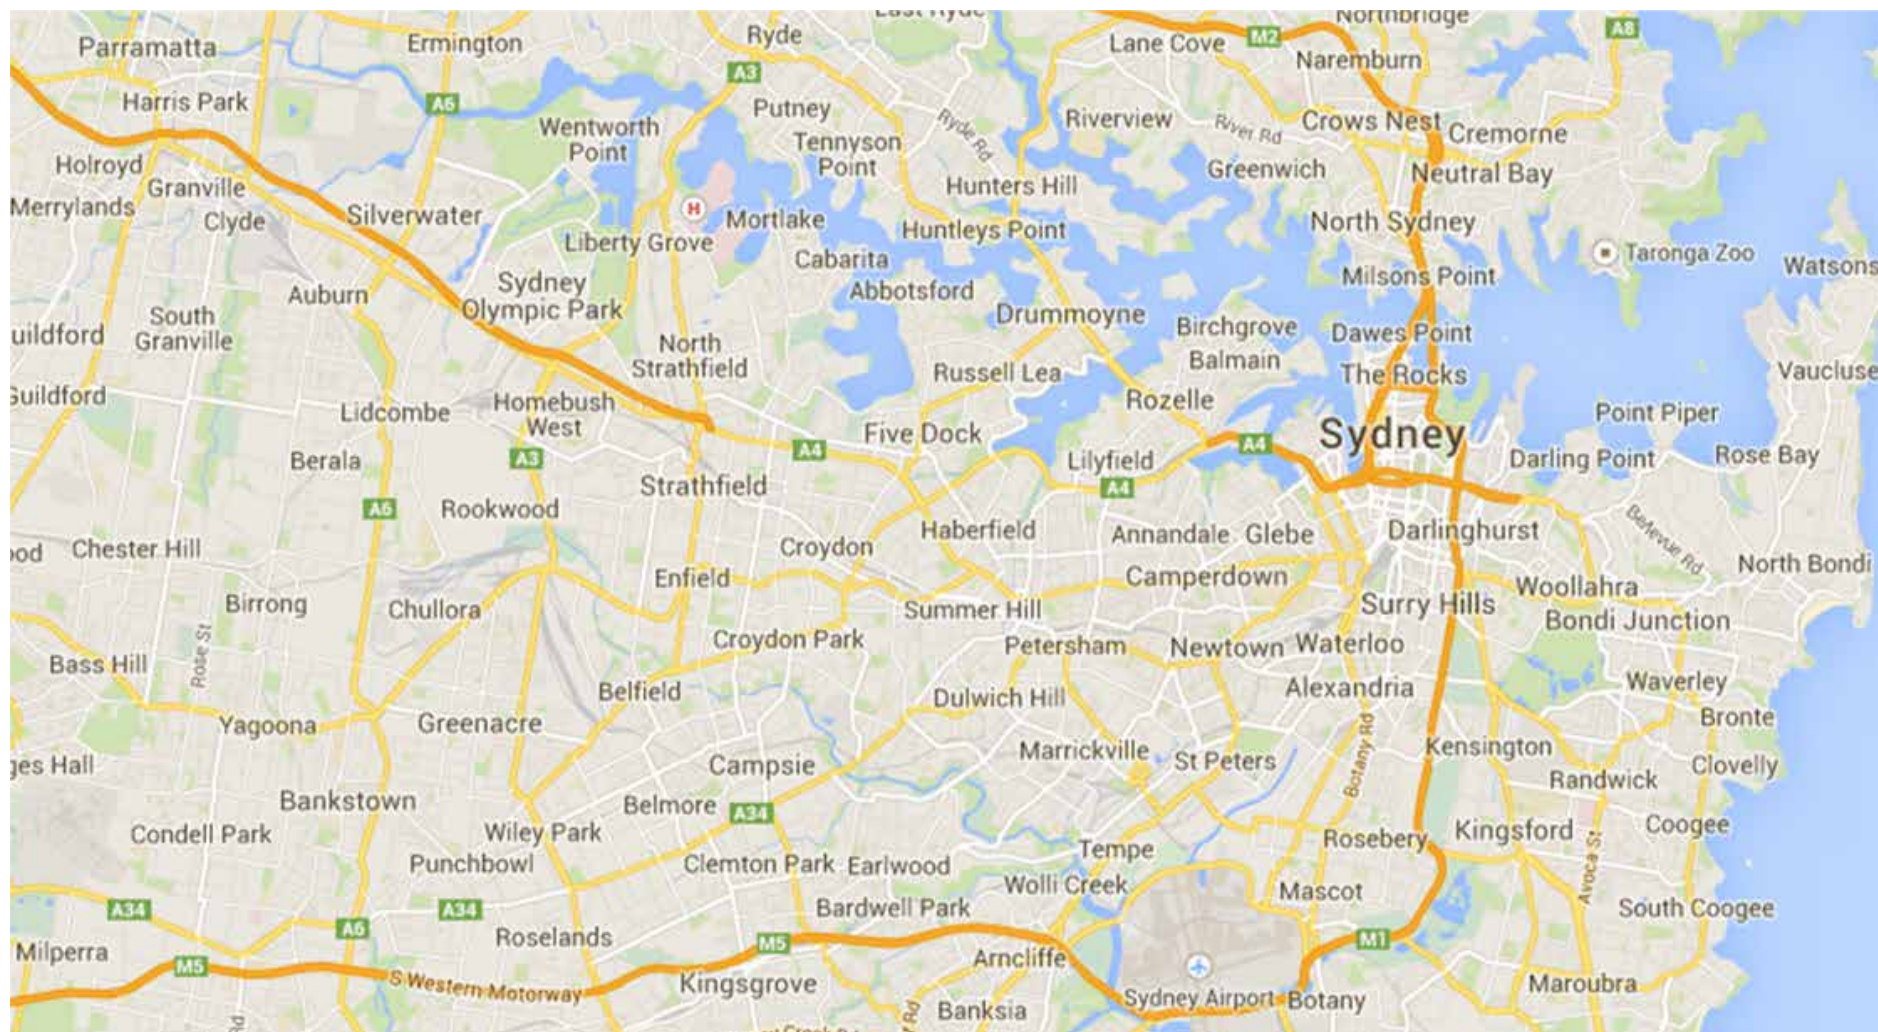 East Ryde
Northbridge
Parramatta
Ermington
Ryde
Lane Cove
M2
A8
Naremburn
A3
Harris Park
A6
Putney
Wentworth
Point
Tennyson
Point
Ryde Rd
Riverview
River Rd
Crows Nest
Cremorne
Holroyd
Granville
Hunters Hill
Greenwich
Neutral Bay
Merrylands
Clyde
Silverwater
H
Mortlake
Liberty Grove
Huntleys Point
North Sydney
Taronga Zoo
Watsons
Cabarita
Abbotsford
Milsons Point
Auburn
Sydney
Olympic Park
South
Granville
uildford
Drummoyne
Birchgrove
Balmain
Dawes Point
North
Strathfield
Russell Lea
The Rocks
Vaucluse
Guildford
Lidcombe
Homebush
West
Rozelle
Point Piper
Five Dock
Sydney
A4
A4
Berala
A3
Lilyfield
Darling Point
Rose Bay
Strathfield
A4
A6
Rookwood
Haberfield
Annandale
Glebe
Darlinghurst
Bellevue Rd
ood
Chester Hill
Croydon
North Bondi
Enfield
Camperdown
Woollahra
Birrong
Chullora
Summer Hill
Surry Hills
Bondi Junction
Rose St
Croydon Park
Petersham
Newtown
Waterloo
Bass Hill
Belfield
Dulwich Hill
Alexandria
Waverley
Yagoona
Greenacre
Bronte
Botany Rd
Marrickville
St Peters
Kensington
ges Hall
Campsie
Randwick
Clovelly
Bankstown
Belmore
A34
Condell Park
Wiley Park
Rosebery
Kingsford
Coogee
Punchbowl
Clemton Park
Earlwood
Tempe
Avoca St
Wolli Creek
Mascot
A34
A34
Bardwell Park
South Coogee
A6
Roselands
M5
M1
Milperra
M5
Arncliffe
S Western Motorway
Kingsgrove
Maroubra
Sydney Airport
Botany
Banksia
Rd
Rd